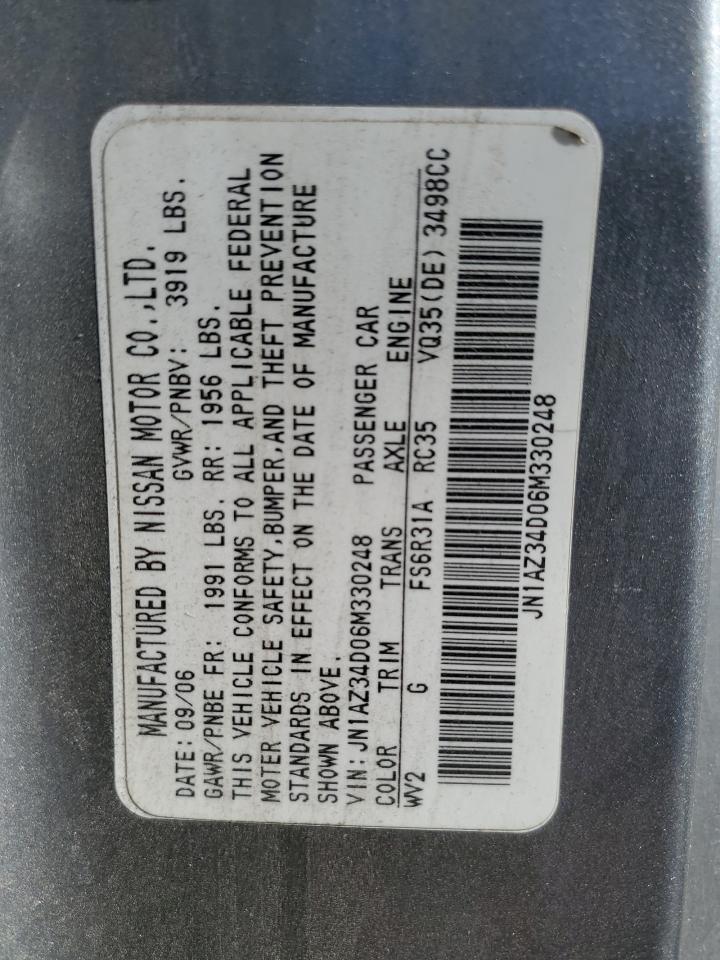 MANUFACTURED BY NISSAN MOTOR CO.,LTD.
DATE: 09/06 GVWR/PNBV: 3919 LBS.
GAWR/PNBE FR: 1991 LBS. RR: 1956 LBS.
THIS VEHICLE CONFORMS TO ALL APPLICABLE FEDERAL
MOTER VEHICLE SAFETY,BUMPER,AND THEFT PREVENTION
STANDARDS IN EFFECT ON THE DATE OF MANUFACTURE
SHOWN ABOVE.
VIN: JN1AZ34D06M330248 PASSENGER CAR
COLOR TRIM TRANS AXLE ENGINE
WV2 G FS6R31A RC35 VQ35(DE) 3498CC
JN1AZ34D06M330248